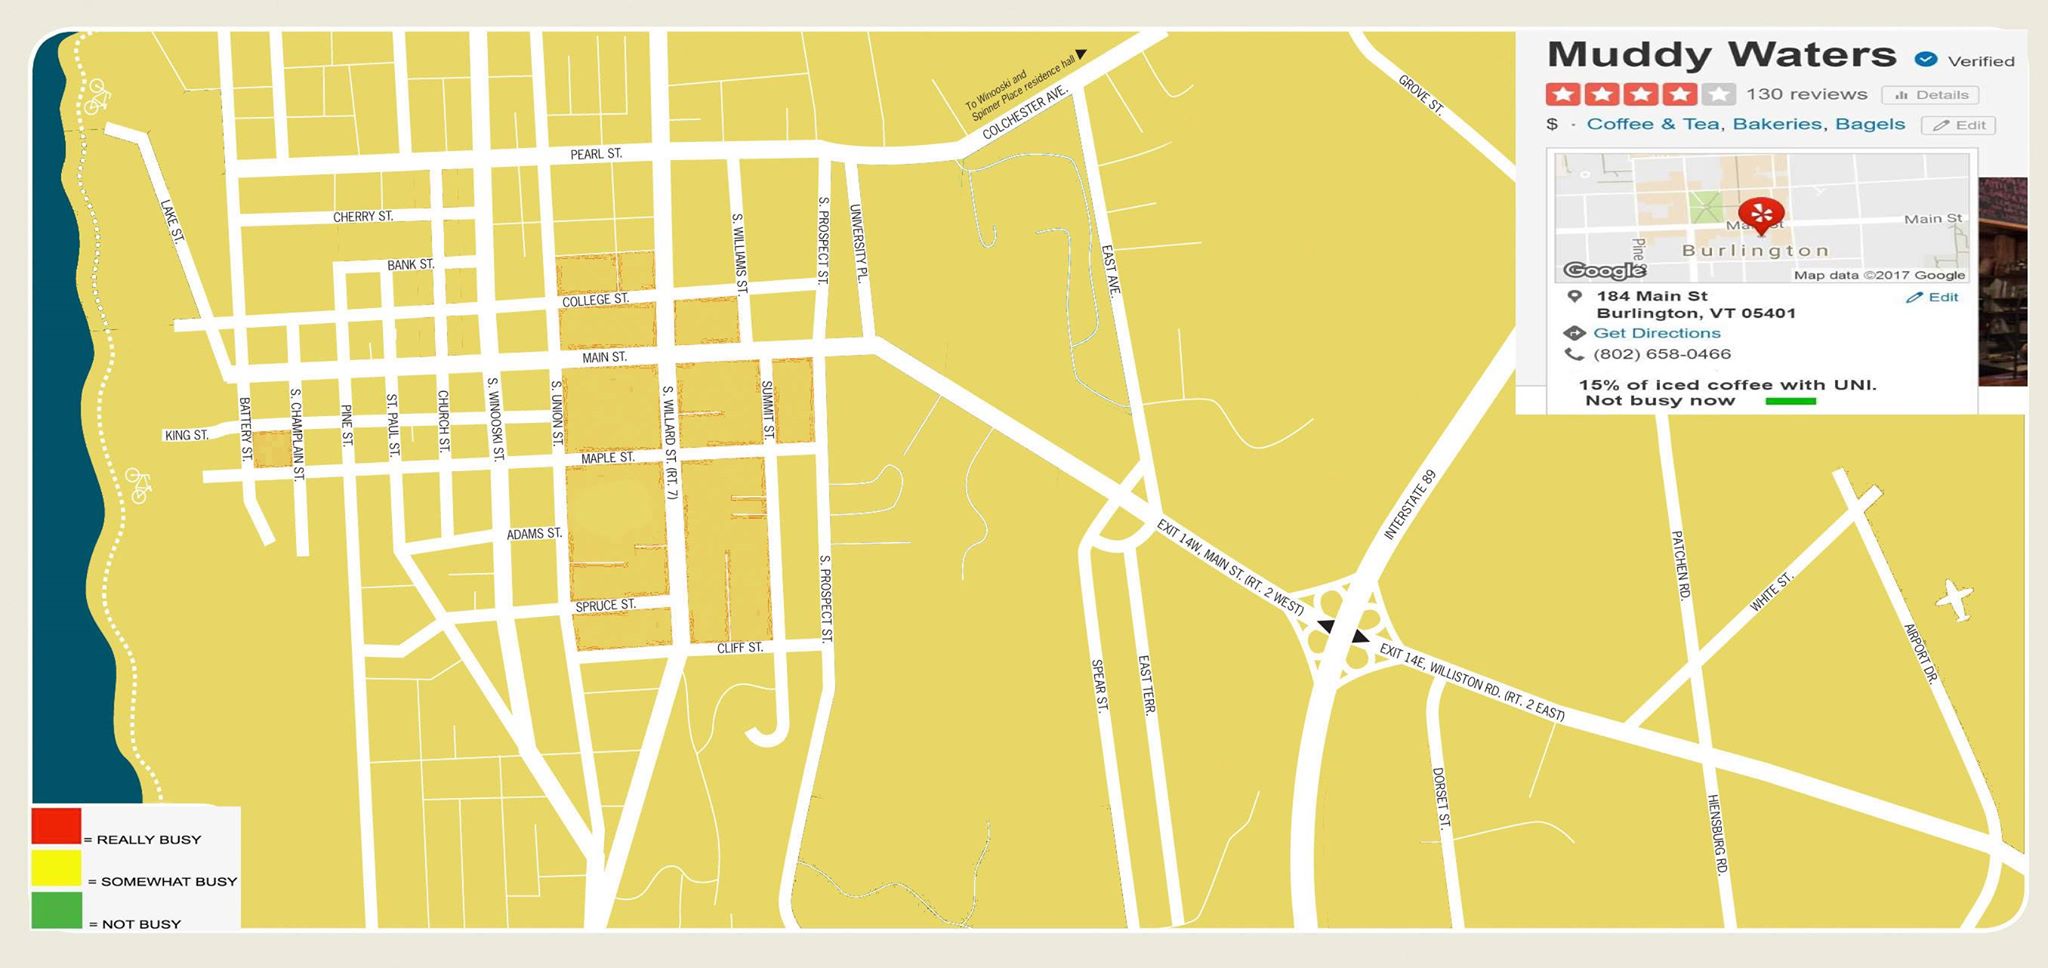 Muddy Waters
Verified
130 reviews
Details
$ · Coffee & Tea, Bakeries, Bagels
Edit
Main St
Main St
Burlington
Google
Map data ©2017 Google
184 Main St
Edit
Burlington, VT 05401
Get Directions
(802) 658-0466
15% of iced coffee with UNI.
Not busy now
To Winooski and
Spinner Place residence hall
COLCHESTER AVE.
GROVE ST.
PEARL ST.
LAKE ST.
CHERRY ST.
S. WILLIAMS ST.
S. PROSPECT ST.
UNIVERSITY PL.
EAST AVE.
BANK ST.
COLLEGE ST.
MAIN ST.
BATTERY ST.
S. CHAMPLAIN ST.
PINE ST.
ST. PAUL ST.
CHURCH ST.
S. WINOOSKI ST.
S. UNION ST.
S. WILLARD ST. (RT. 7)
SUMMIT ST.
KING ST.
MAPLE ST.
INTERSTATE 89
ADAMS ST.
EXIT 14W, MAIN ST. (RT. 2 WEST)
PATCHEN RD.
WHITE ST.
S. PROSPECT ST.
SPRUCE ST.
CLIFF ST.
AIRPORT DR.
SPEAR ST.
EAST TERR.
EXIT 14E, WILLISTON RD. (RT. 2 EAST)
DORSET ST.
HIENSBURG RD.
= REALLY BUSY
= SOMEWHAT BUSY
= NOT BUSY